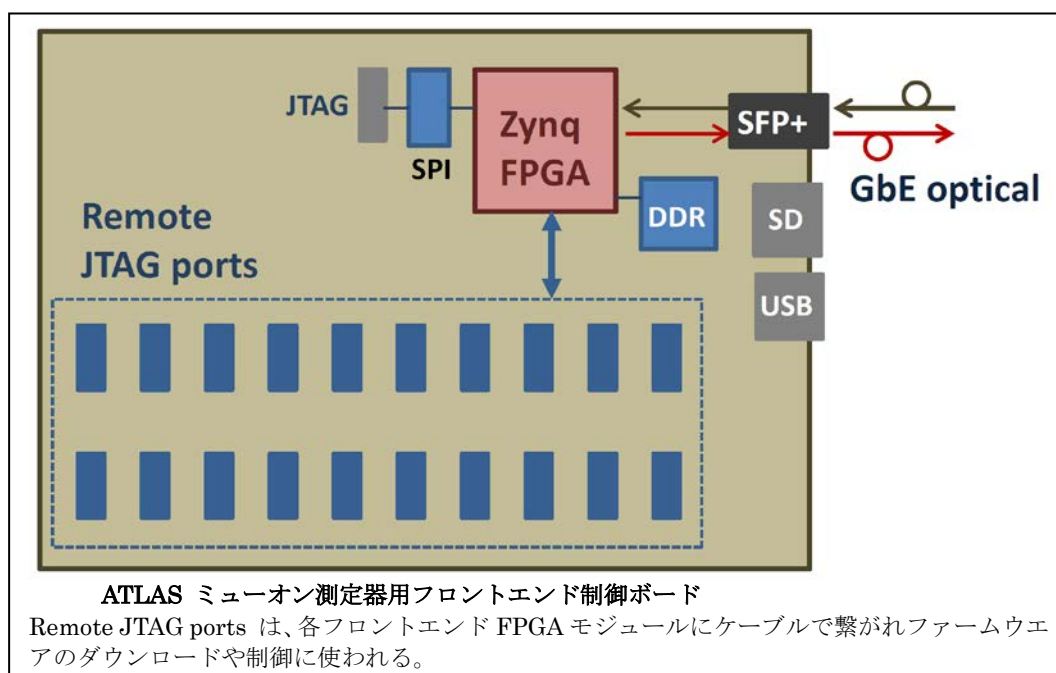 JTAG
SPI
Zynq
FPGA
SFP+
GbE optical
DDR
SD
USB
Remote
JTAG ports
ATLAS ミューオン測定器用フロントエンド制御ボード
Remote JTAG ports は、各フロントエンド FPGA モジュールにケーブルで繋がれファームウエ
アのダウンロードや制御に使われる。